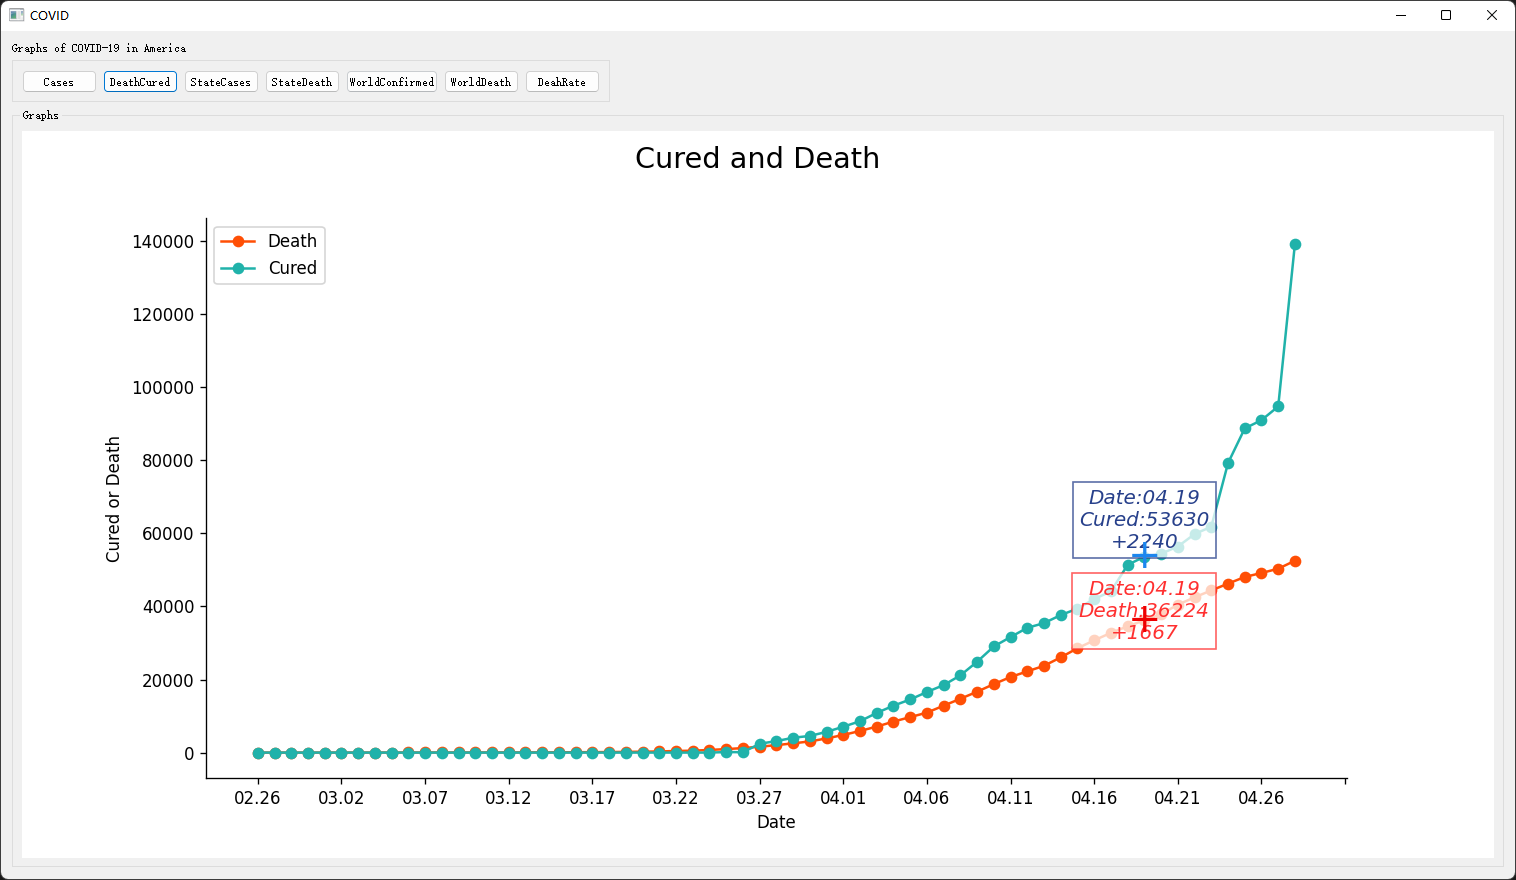 COVID
Graphs of COVID-19 in America
Cases DeathCured StateCases StateDeath WorldConfirmed WorldDeath DeahRate
Graphs
Cured and Death
Death
Cured
140000
120000
100000
80000
60000
40000
20000
0
Cured or Death
Date:04.19
Cured:53630
+2240
Date:04.19
Death:36224
+1667
02.26 03.02 03.07 03.12 03.17 03.22 03.27 04.01 04.06 04.11 04.16 04.21 04.26
Date